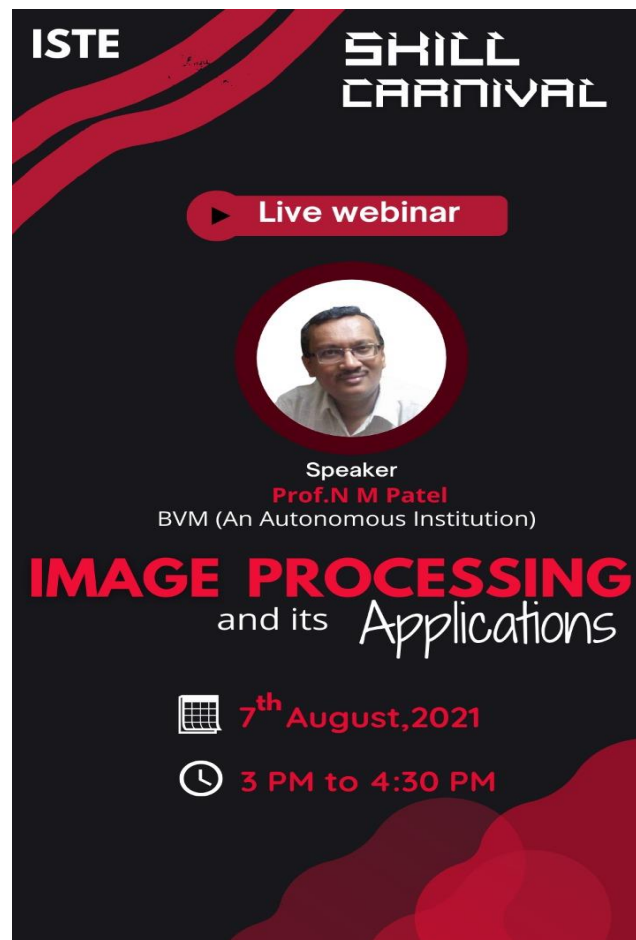 ISTE
SKILL
CARNIVAL
Live webinar
Speaker
Prof.N M Patel
BVM (An Autonomous Institution)
IMAGE PROCESSING
and its Applications
7th August,2021
3 PM to 4:30 PM